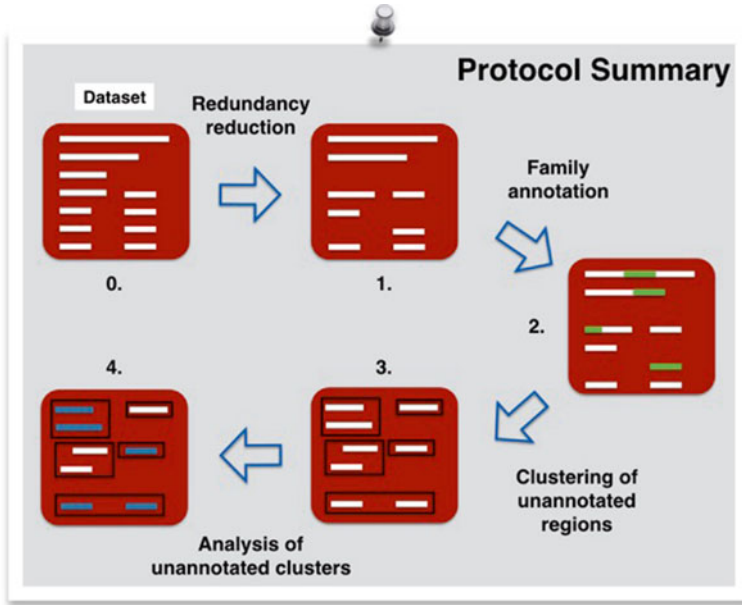 Protocol Summary
Dataset
Redundancy
reduction
Family
annotation
0.
1.
2.
4.
3.
Clustering of
unannotated
regions
Analysis of
unannotated clusters